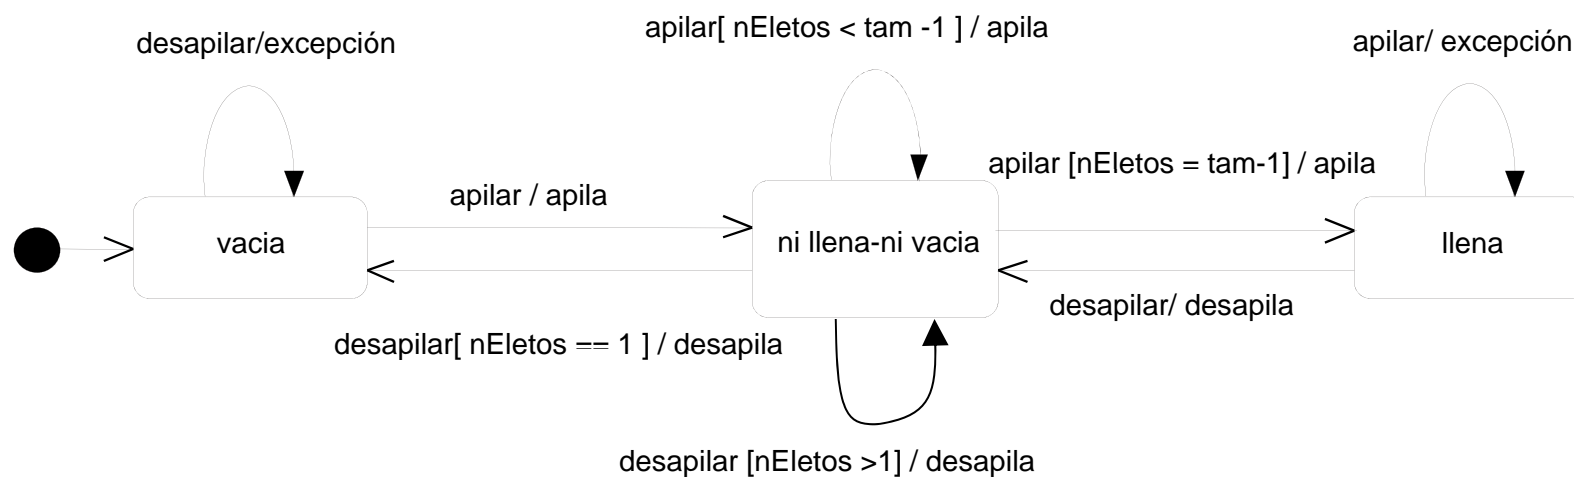 apilar[ nEletos < tam -1 ] / apila
desapilar/excepción
apilar/ excepción
apilar [nEletos = tam-1] / apila
apilar / apila
vacia
ni llena-ni vacia
llena
desapilar/ desapila
desapilar[ nEletos == 1 ] / desapila
desapilar [nEletos >1] / desapila